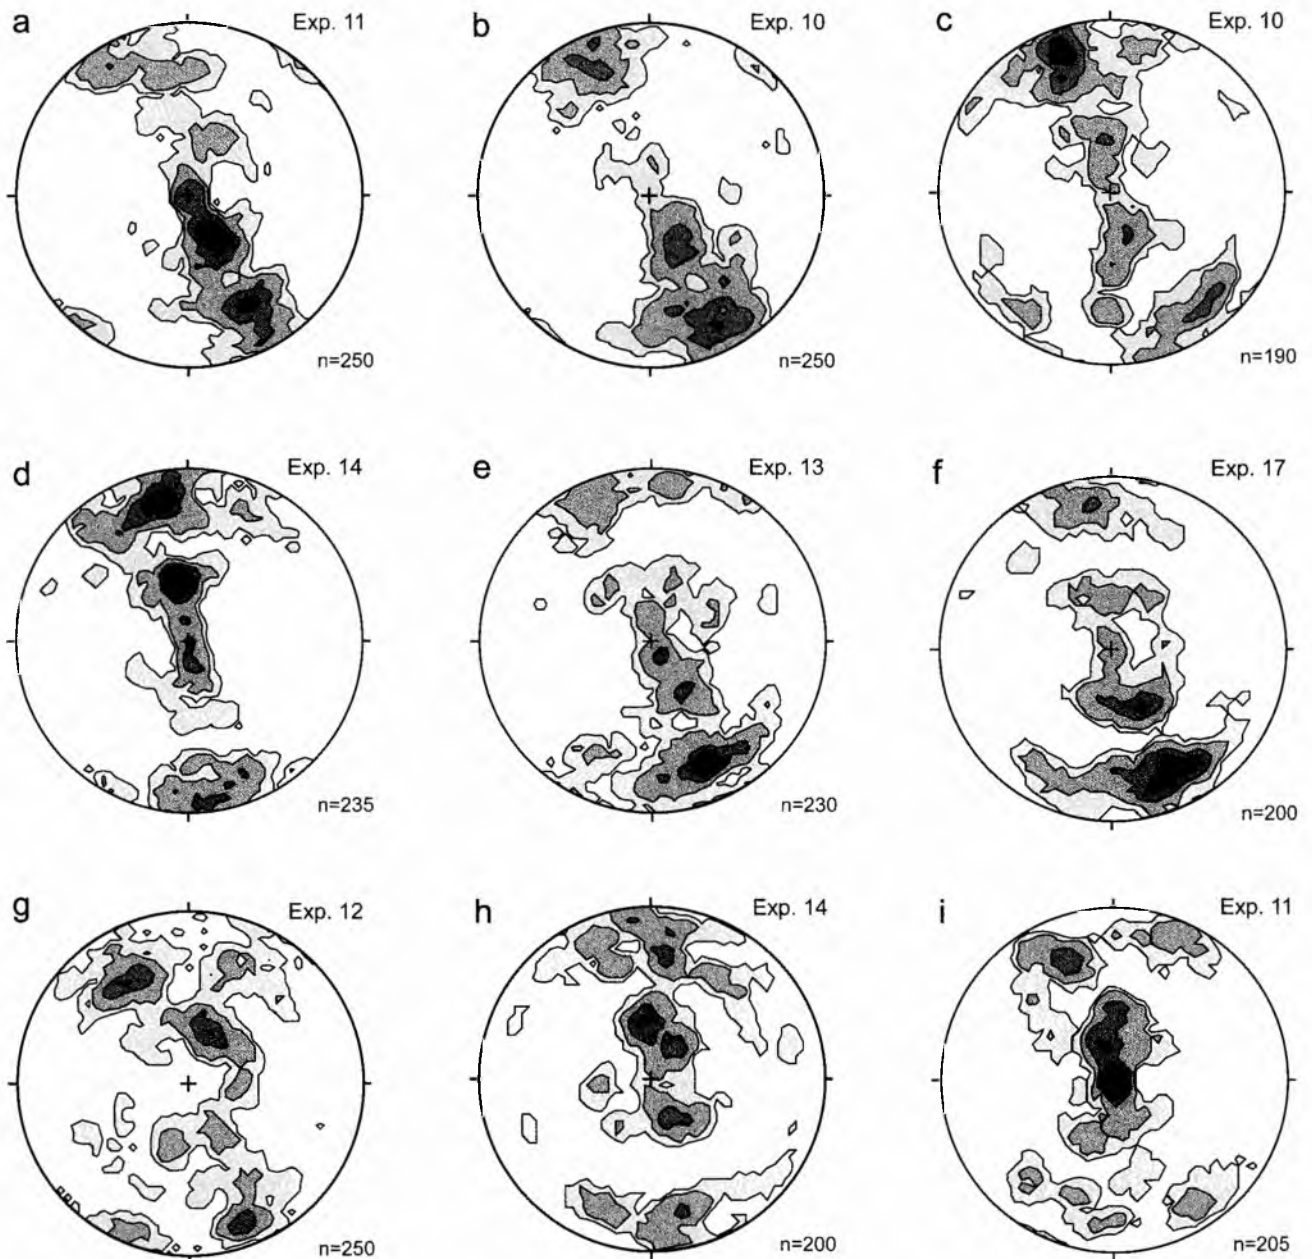 a Exp. 11
b Exp. 10
c Exp. 10
n=250
n=250
n=190
d Exp. 14
e Exp. 13
f Exp. 17
n=235
n=230
n=200
g Exp. 12
h Exp. 14
i Exp. 11
n=250
n=200
n=205